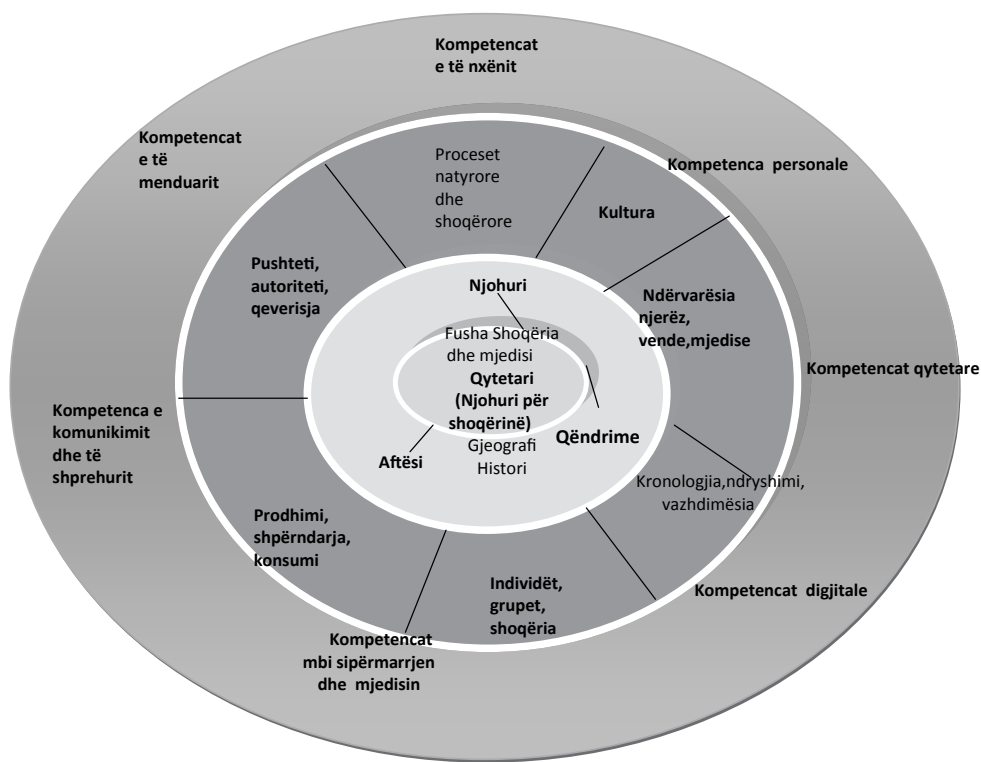 Kompetencat
e të nxënit
Kompetencat
e të
menduarit
Kompetenca personale
Proceset
natyrore
dhe
shoqërore
Kultura
Pushteti,
autoriteti,
qeverisja
Ndërvarësia
njerëz,
vende,mjedise
Njohuri
Fusha Shoqëria
dhe mjedisi
Qytetari
(Njohuri për
shoqërinë)
Gjeografi
Histori
Qëndrime
Aftësi
Kompetencat qytetare
Kompetenca e
komunikimit
dhe të
shprehurit
Kronologjia,ndryshimi,
vazhdimësia
Prodhimi,
shpërndarja,
konsumi
Individët,
grupet,
shoqëria
Kompetencat digjitale
Kompetencat
mbi sipërmarrjen
dhe mjedisin